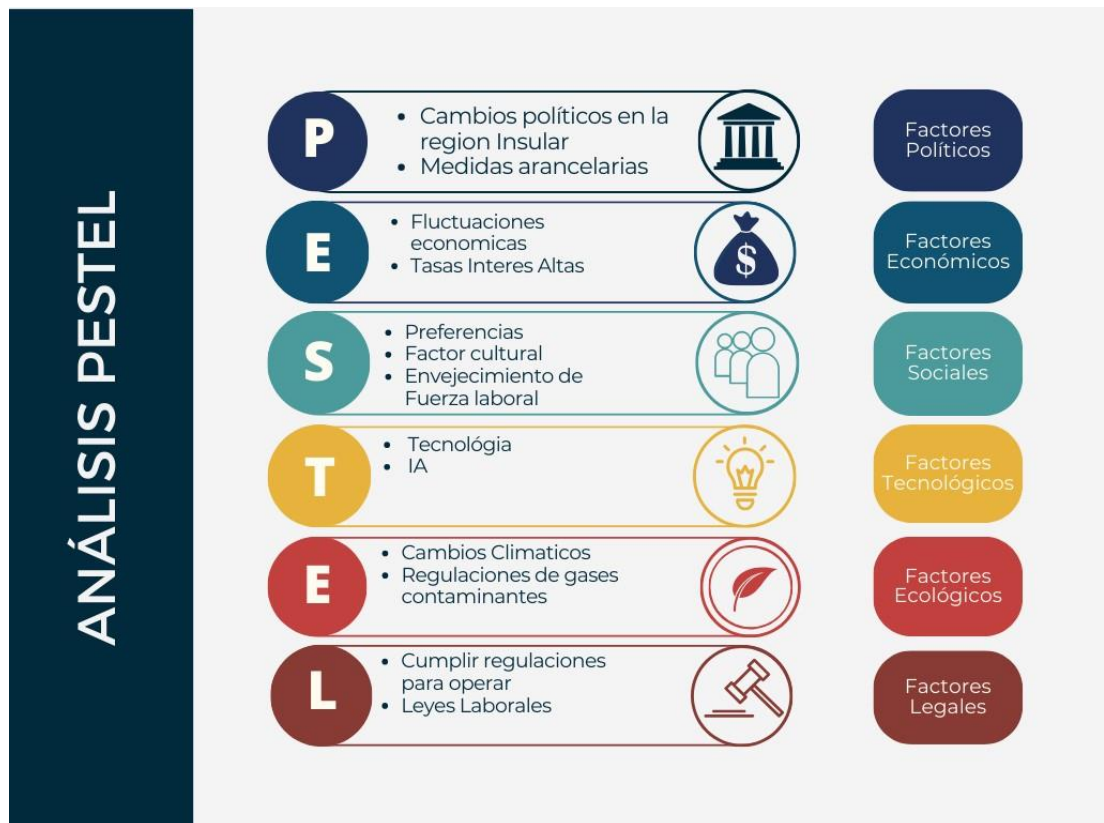 ANÁLISIS PESTEL
P
• Cambios políticos en la
region Insular
• Medidas arancelarias
Factores
Políticos
E
• Fluctuaciones
economicas
• Tasas Interes Altas
$
Factores
Económicos
S
• Preferencias
• Factor cultural
• Envejecimiento de
Fuerza laboral
Factores
Sociales
T
• Tecnológia
• IA
Factores
Tecnológicos
E
• Cambios Climaticos
• Regulaciones de gases
contaminantes
Factores
Ecológicos
L
• Cumplir regulaciones
para operar
• Leyes Laborales
Factores
Legales